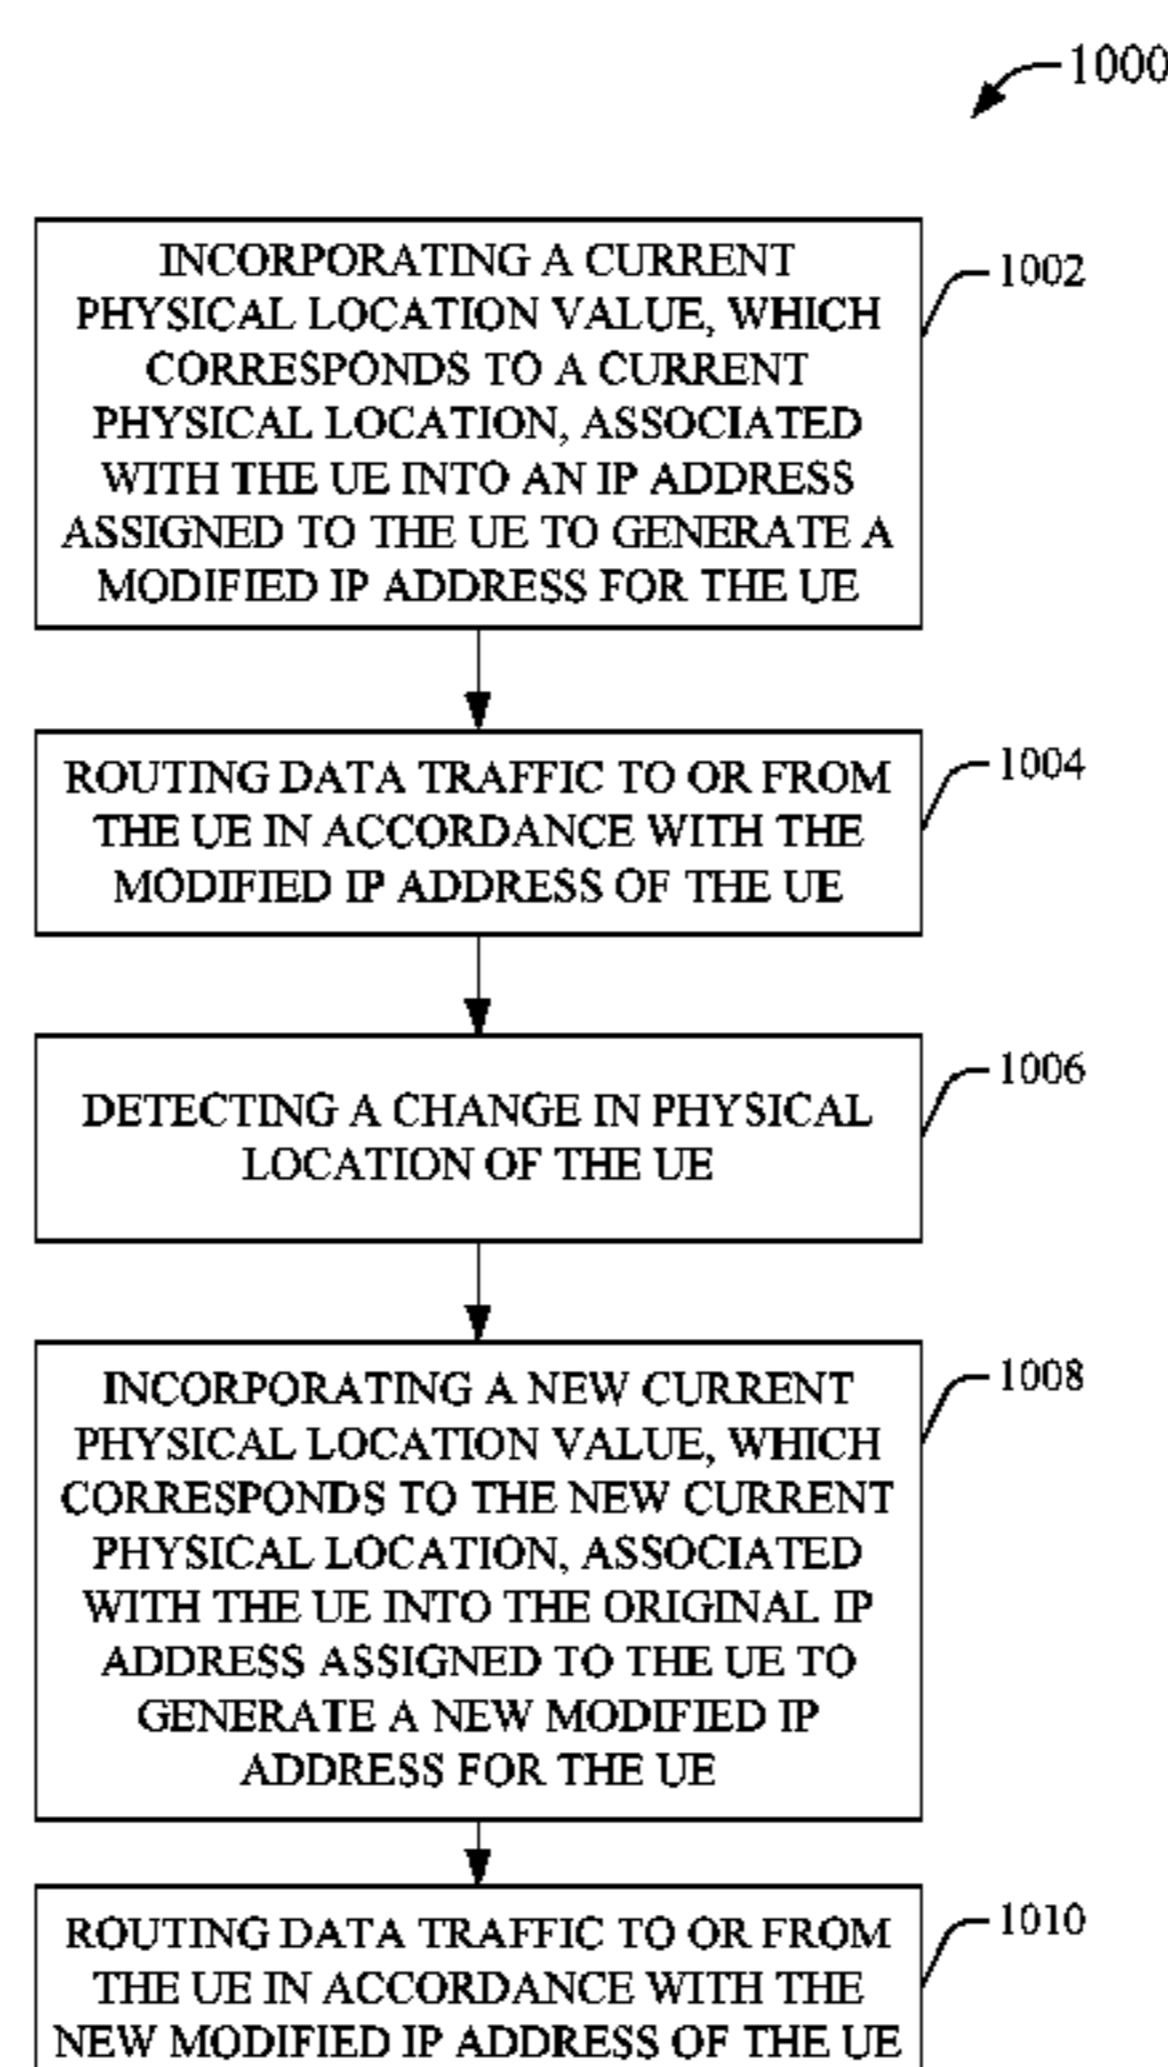 1000
INCORPORATING A CURRENT
PHYSICAL LOCATION VALUE, WHICH
CORRESPONDS TO A CURRENT
PHYSICAL LOCATION, ASSOCIATED
WITH THE UE INTO AN IP ADDRESS
ASSIGNED TO THE UE TO GENERATE A
MODIFIED IP ADDRESS FOR THE UE
1002
ROUTING DATA TRAFFIC TO OR FROM
THE UE IN ACCORDANCE WITH THE
MODIFIED IP ADDRESS OF THE UE
1004
DETECTING A CHANGE IN PHYSICAL
LOCATION OF THE UE
1006
INCORPORATING A NEW CURRENT
PHYSICAL LOCATION VALUE, WHICH
CORRESPONDS TO THE NEW CURRENT
PHYSICAL LOCATION, ASSOCIATED
WITH THE UE INTO THE ORIGINAL IP
ADDRESS ASSIGNED TO THE UE TO
GENERATE A NEW MODIFIED IP
ADDRESS FOR THE UE
1008
ROUTING DATA TRAFFIC TO OR FROM
THE UE IN ACCORDANCE WITH THE
NEW MODIFIED IP ADDRESS OF THE UE
1010